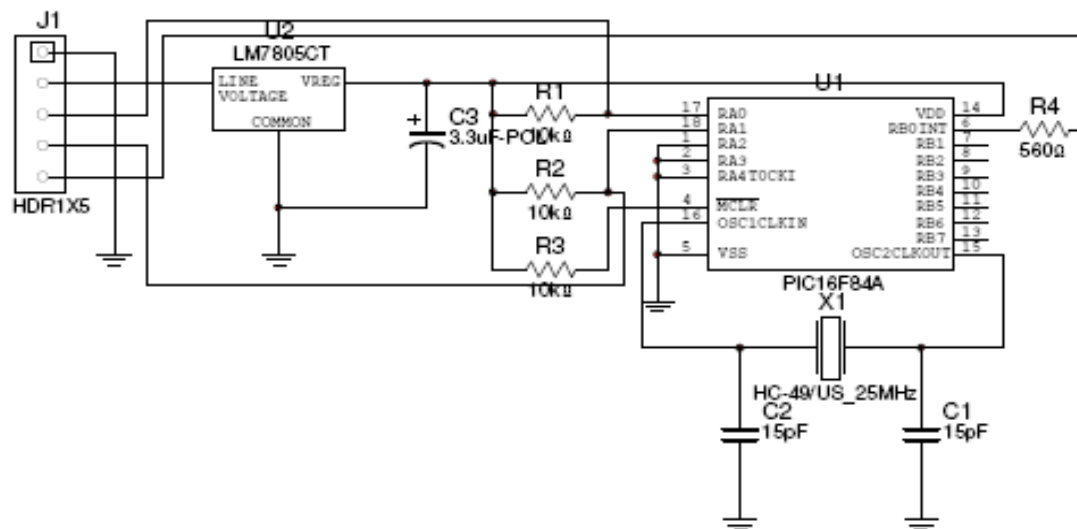 J1
HDR1X5
U2
LM7805CT
LINE VREG
VOLTAGE
COMMON
+
C3
3.3uF-POL
R1
10kΩ
R2
10kΩ
R3
10kΩ
U1
17 RA0
18 RA1
1 RA2
2 RA3
3 RA4T0CKI
4 MCLR
16 OSC1CLKIN
5 VSS
VDD 14
RB0INT 6
RB1 7
RB2 8
RB3 9
RB4 10
RB5 11
RB6 12
RB7 13
OSC2CLKOUT 15
PIC16F84A
R4
560Ω
X1
HC-49/US_25MHz
C2
15pF
C1
15pF